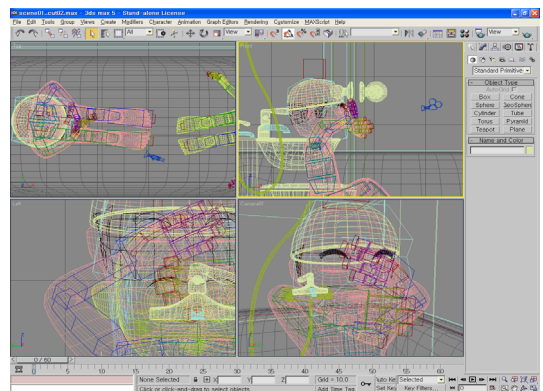 scene01_cut02.max - 3ds max 5 - Stand-alone License
File Edit Tools Group Views Create Modifiers Character Animation Graph Editors Rendering Customize MAXScript Help
All
View
View
Top
Front
Left
Camera01
Standard Primitives
Object Type
AutoGrid
Box Cone
Sphere GeoSphere
Cylinder Tube
Torus Pyramid
Teapot Plane
Name and Color
0 / 60
0 5 10 15 20 25 30 35 40 45 50 55 60
None Selected X Y Z Grid = 10.0 Auto Key Selected
Click or click-and-drag to select objects Add Time Tag Set Key Key Filters... 0